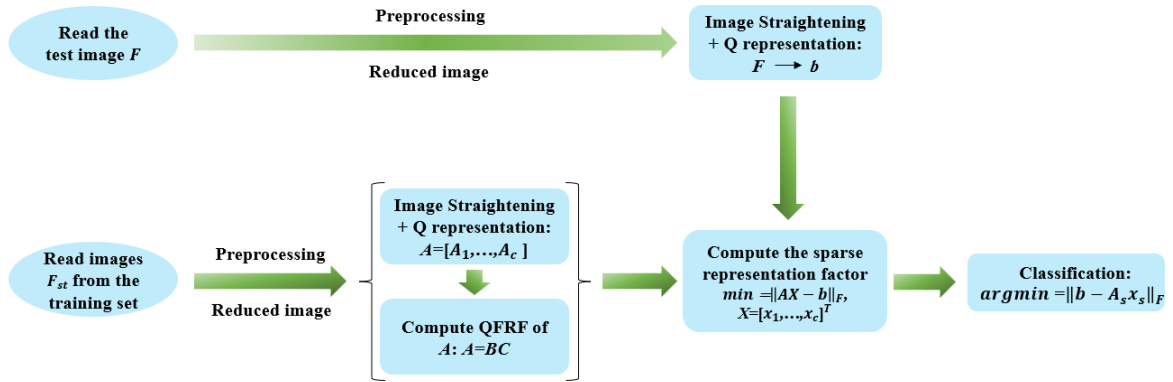 Read the
test image F
Preprocessing
Reduced image
Image Straightening
+ Q representation:
F → b
Read images
F_st from the
training set
Preprocessing
Reduced image
Image Straightening
+ Q representation:
A=[A_1,...,A_c ]
Compute QFRF of
A: A=BC
Compute the sparse
representation factor
min =‖AX − b‖_F,
X=[x_1,...,x_c]^T
Classification:
argmin =‖b − A_s x_s‖_F